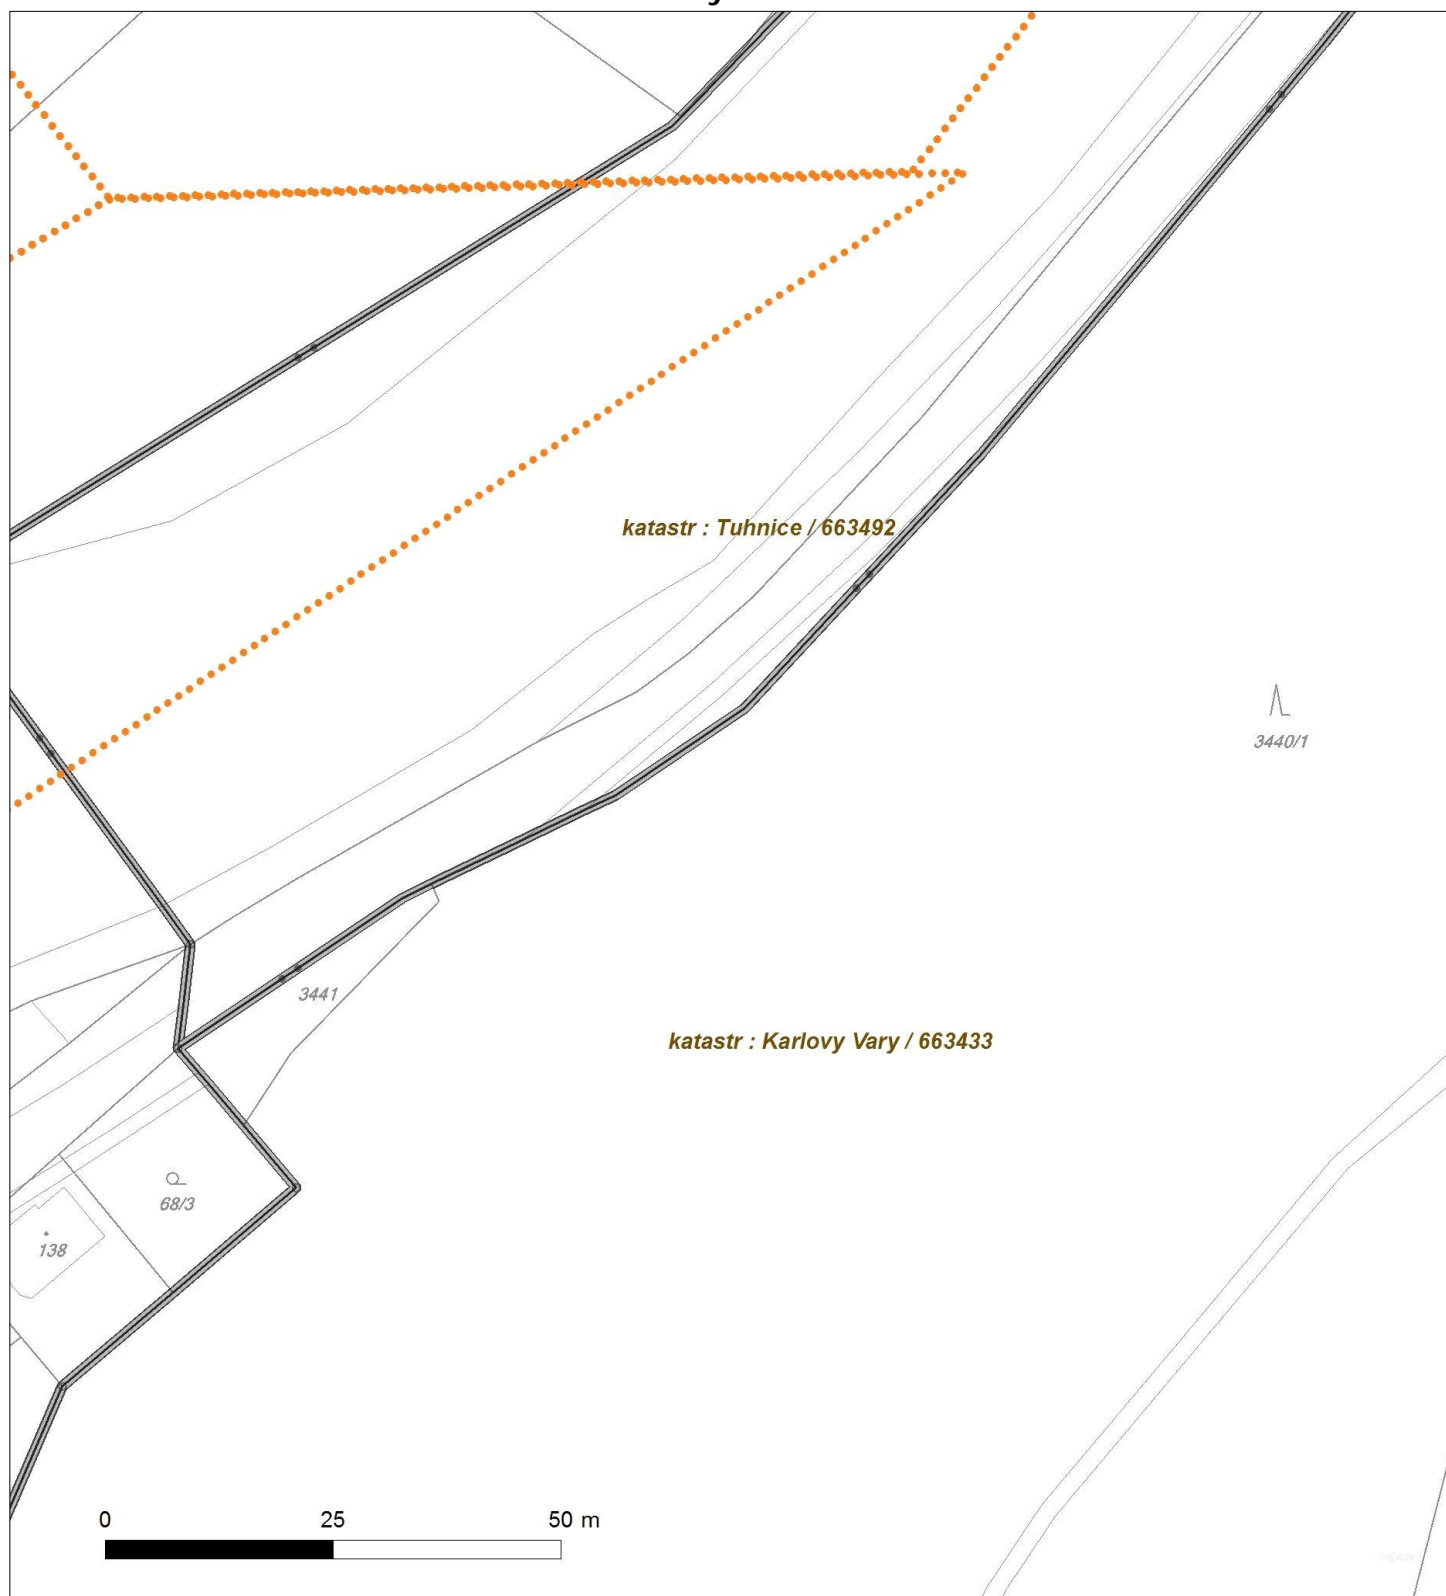 katastr : Tuhnice / 663492
3440/1
3441
katastr : Karlovy Vary / 663433
68/3
138
0 25 50 m